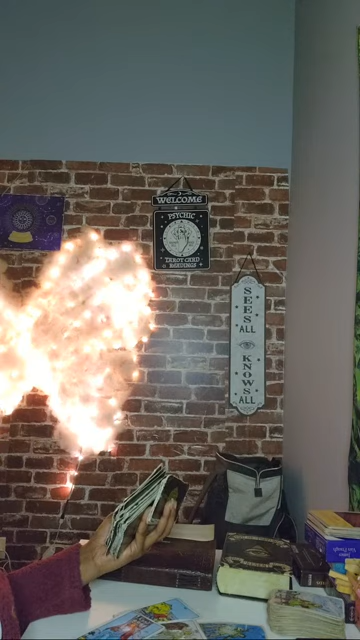 WELCOME
PSYCHIC
TAROT CARD
READINGS
SEES
ALL
KNOWS
ALL